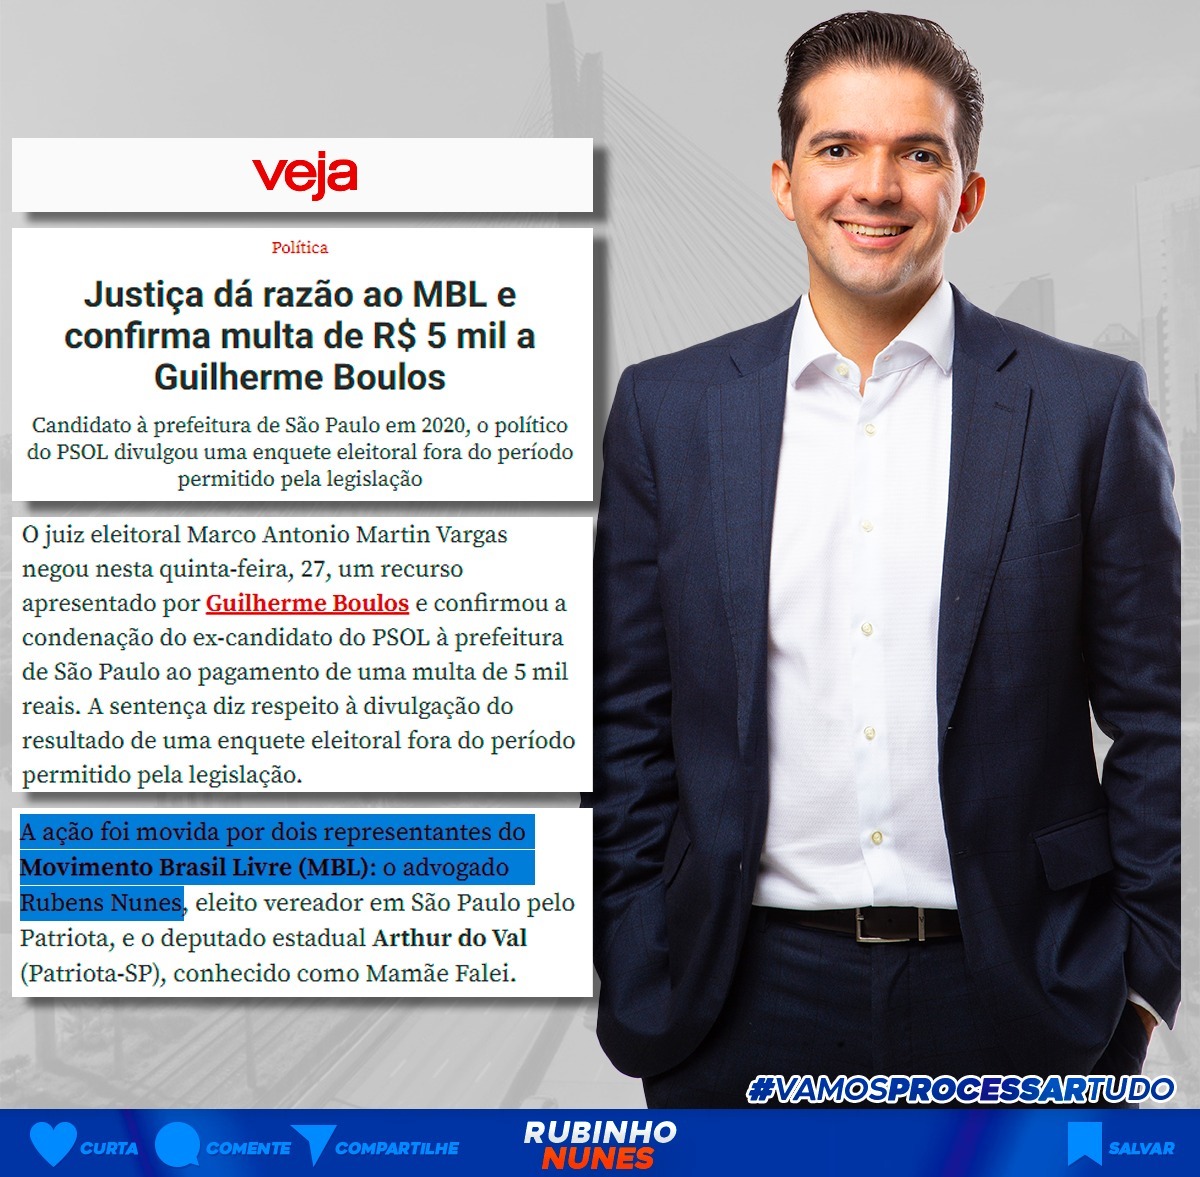 veja
Política
Justiça dá razão ao MBL e
confirma multa de R$ 5 mil a
Guilherme Boulos
Candidato à prefeitura de São Paulo em 2020, o político
do PSOL divulgou uma enquete eleitoral fora do período
permitido pela legislação
O juiz eleitoral Marco Antonio Martin Vargas
negou nesta quinta-feira, 27, um recurso
apresentado por Guilherme Boulos e confirmou a
condenação do ex-candidato do PSOL à prefeitura
de São Paulo ao pagamento de uma multa de 5 mil
reais. A sentença diz respeito à divulgação do
resultado de uma enquete eleitoral fora do período
permitido pela legislação.
A ação foi movida por dois representantes do
Movimento Brasil Livre (MBL): o advogado
Rubens Nunes, eleito vereador em São Paulo pelo
Patriota, e o deputado estadual Arthur do Val
(Patriota-SP), conhecido como Mamãe Falei.
#VAMOSPROCESSARTUDO
CURTA COMENTE COMPARTILHE
RUBINHO
NUNES
SALVAR